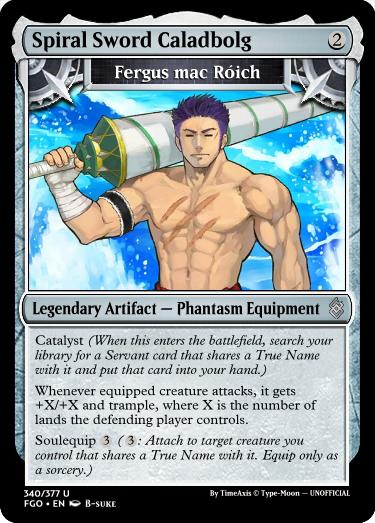 Spiral Sword Caladbolg 2
Fergus mac Róich
Legendary Artifact — Phantasm Equipment
Catalyst (When this enters the battlefield, search your
library for a Servant card that shares a True Name
with it and put that card into your hand.)
Whenever equipped creature attacks, it gets
+X/+X and trample, where X is the number of
lands the defending player controls.
Soulequip 3 (3: Attach to target creature you
control that shares a True Name with it. Equip only as
a sorcery.)
340/377 U
FGO • EN B-suke
By TimeAxis © Type-Moon — UNOFFICIAL